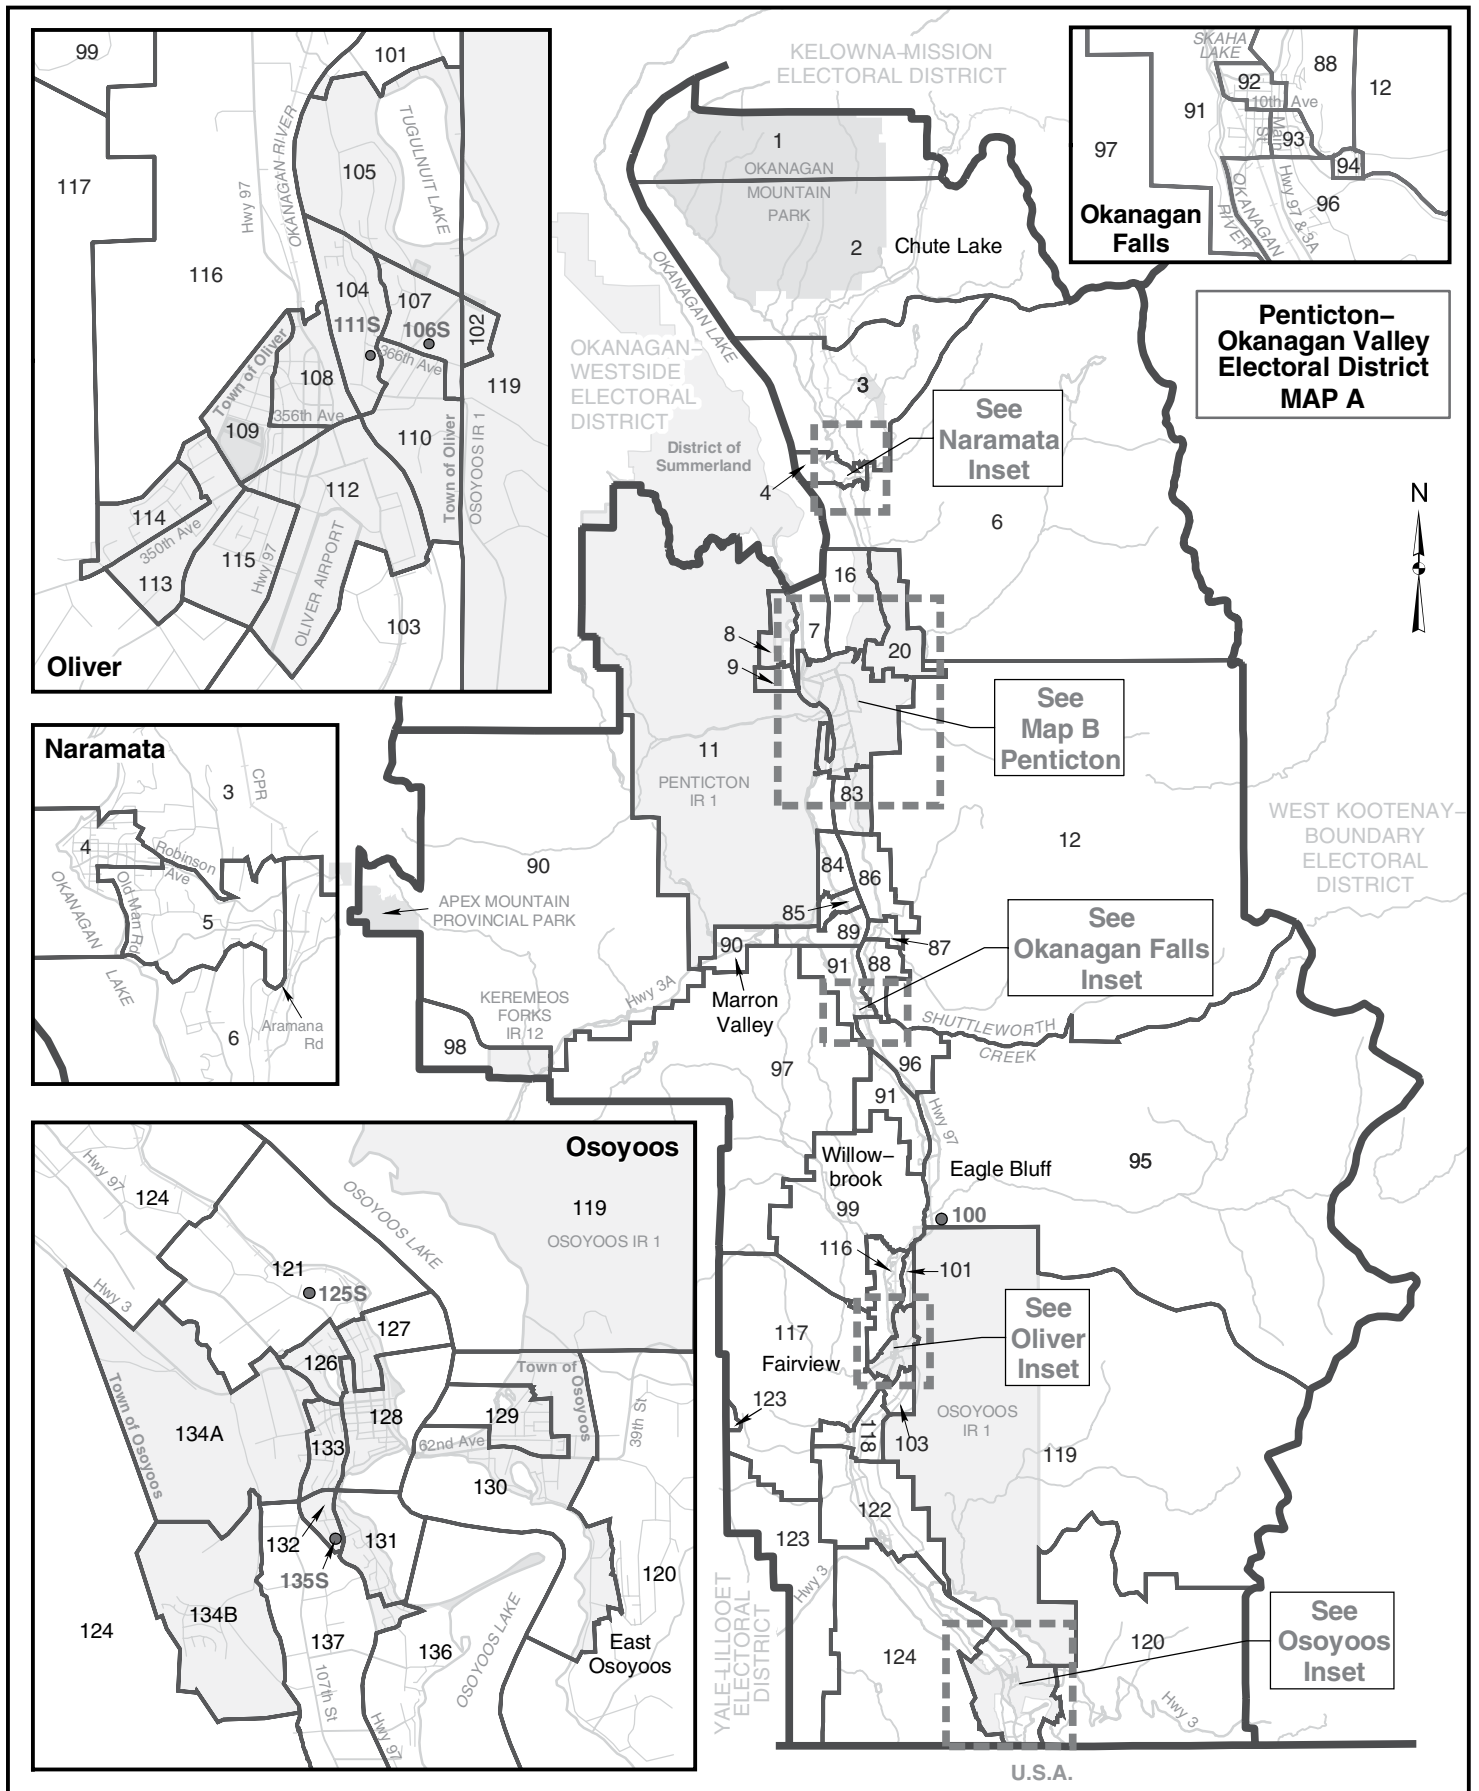 KELOWNA–MISSION
ELECTORAL DISTRICT
Penticton–
Okanagan Valley
Electoral District
MAP A
N
1
OKANAGAN
MOUNTAIN
PARK
2
Chute Lake
OKANAGAN LAKE
OKANAGAN–
WESTSIDE
ELECTORAL
DISTRICT
3
See
Naramata
Inset
District of
Summerland
4
6
16
7
8
20
9
See
Map B
Penticton
11
PENTICTON
IR 1
83
WEST KOOTENAY–
BOUNDARY
ELECTORAL
DISTRICT
12
90
84
86
APEX MOUNTAIN
PROVINCIAL PARK
85
89
See
Okanagan Falls
Inset
90
87
91
88
Marron
Valley
KEREMEOS
FORKS
IR 12
Hwy 3A
SHUTTLEWORTH
CREEK
98
97
96
91
Hwy 97
Willow–
brook
Eagle Bluff
95
99
100
116
101
See
Oliver
Inset
117
Fairview
123
118
103
OSOYOOS
IR 1
119
122
123
Hwy 3
YALE–LILLOOET
ELECTORAL
DISTRICT
124
120
See
Osoyoos
Inset
Hwy 3
U.S.A.
99
101
OKANAGAN RIVER
TUGULNUIT LAKE
105
117
Hwy 97
116
104
107
111S
106S
102
366th Ave
Town of Oliver
108
119
356th Ave
109
110
Town of Oliver
OSOYOOS IR 1
112
114
350th Ave
115
Hwy 97
OLIVER AIRPORT
113
103
Oliver
SKAHA
LAKE
88
92
12
10th Ave
91
Main
St
93
97
94
OKANAGAN
RIVER
Hwy 97 & 3A
96
Okanagan
Falls
Naramata
3
CPR
4
Robinson
Ave
Old Main Rd
OKANAGAN
LAKE
5
6
Aramana
Rd
Osoyoos
Hwy 97
124
OSOYOOS LAKE
119
OSOYOOS IR 1
121
125S
Hwy 3
127
126
Town of
Osoyoos
Town of Osoyoos
128
129
39th St
134A
133
62nd Ave
130
132
131
135S
120
134B
124
137
136
OSOYOOS LAKE
East
Osoyoos
107th St
Hwy 97